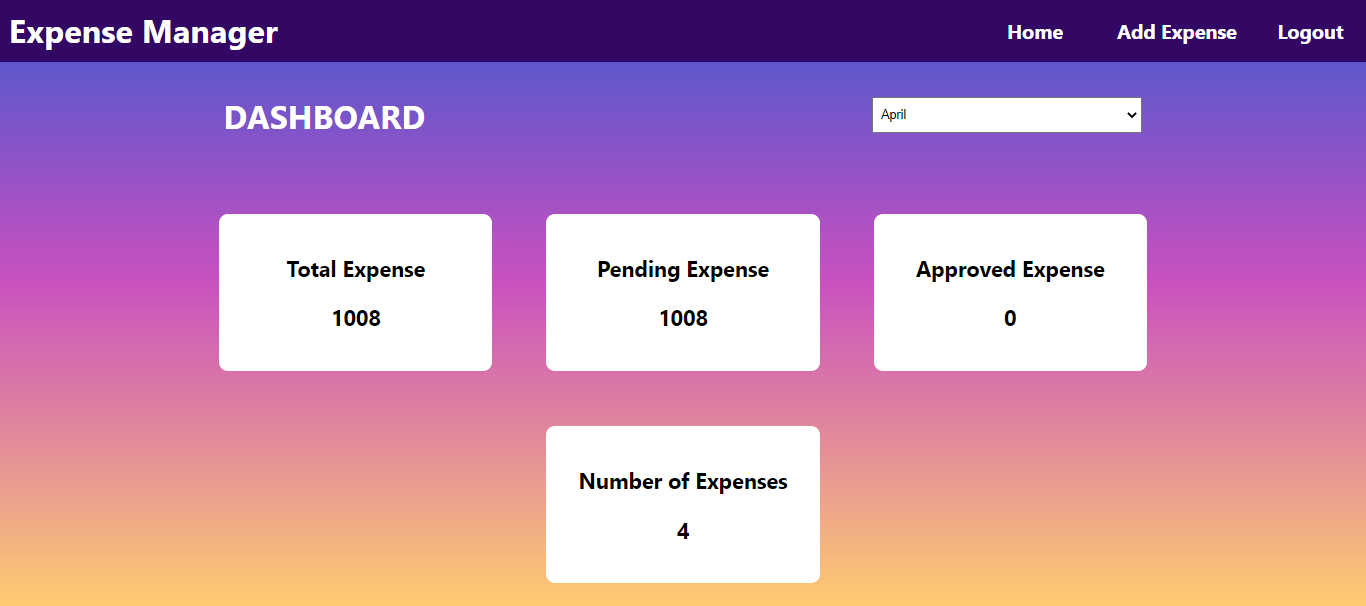 Expense Manager
Home Add Expense Logout
DASHBOARD
April
Total Expense
1008
Pending Expense
1008
Approved Expense
0
Number of Expenses
4